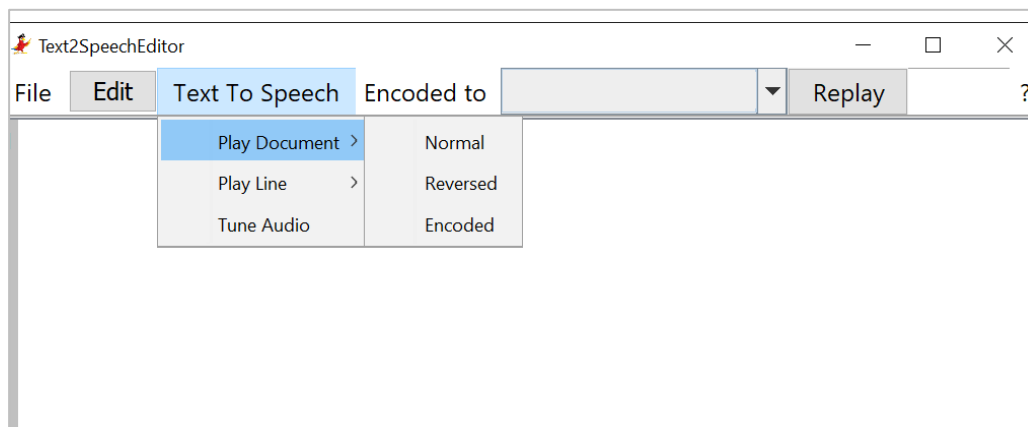 Text2SpeechEditor
File Edit Text To Speech Encoded to Replay ?
Play Document > Normal
Play Line > Reversed
Tune Audio Encoded